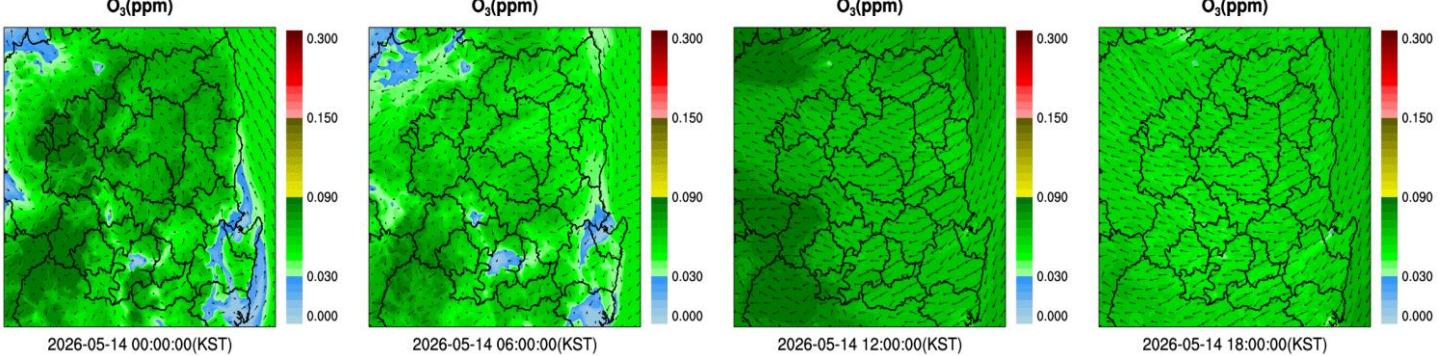 O3(ppm) O3(ppm) O3(ppm) O3(ppm)
0.300 0.300 0.300 0.300
0.150 0.150 0.150 0.150
0.090 0.090 0.090 0.090
0.030 0.030 0.030 0.030
0.000 0.000 0.000 0.000
2026-05-14 00:00:00(KST) 2026-05-14 06:00:00(KST) 2026-05-14 12:00:00(KST) 2026-05-14 18:00:00(KST)